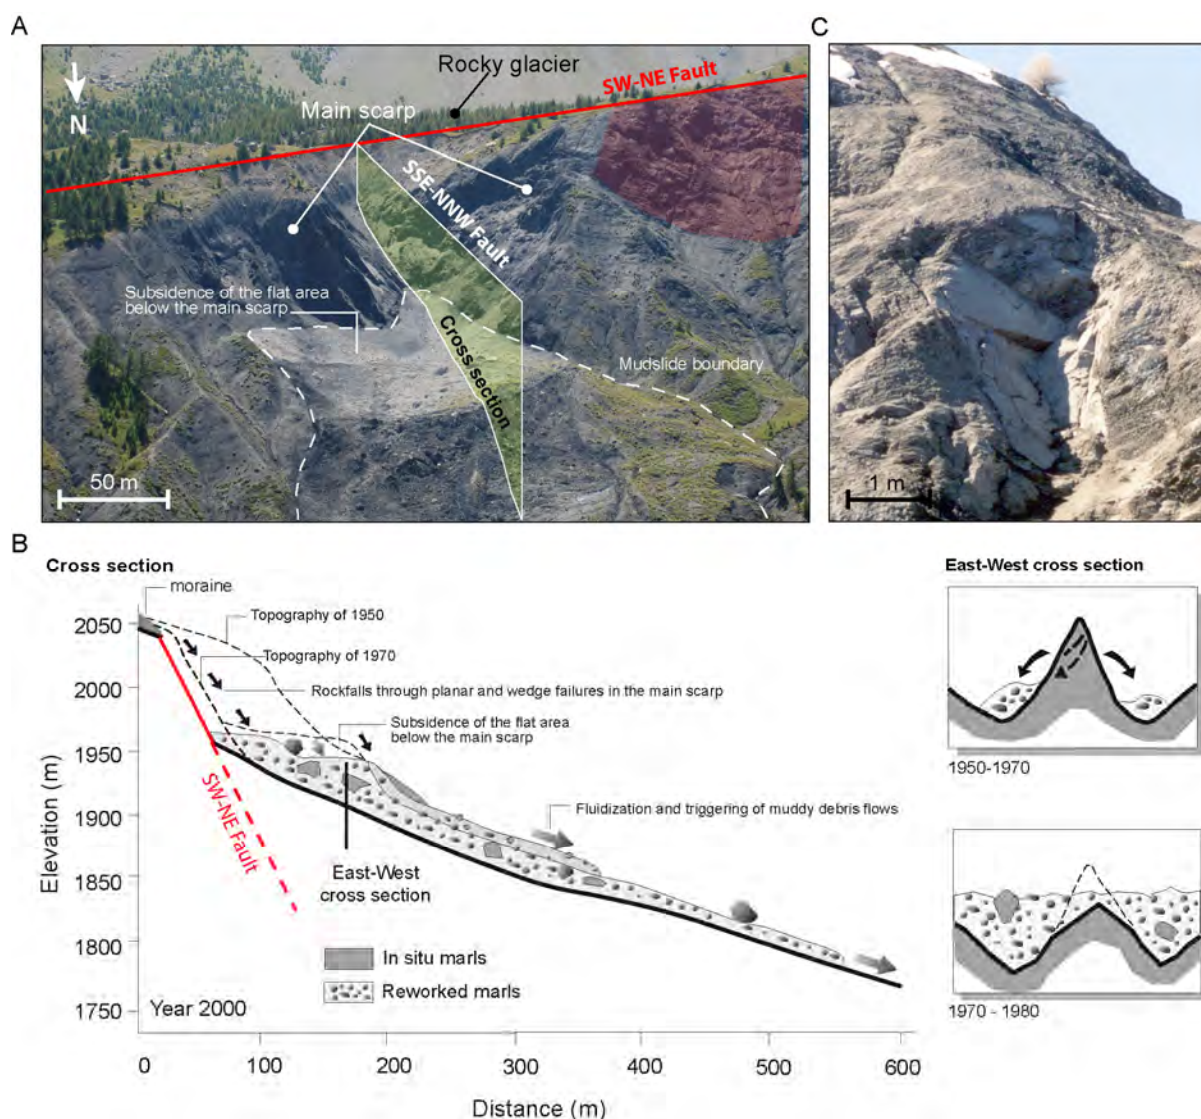 A
N
Rocky glacier
SW-NE Fault
Main scarp
SSE-NNW Fault
Subsidence of the flat area
below the main scarp
Cross section
Mudslide boundary
50 m
C
1 m
B
Cross section
moraine
Topography of 1950
Topography of 1970
Rockfalls through planar and wedge failures in the main scarp
Subsidence of the flat area
below the main scarp
Fluidization and triggering of muddy debris flows
SW-NE Fault
East-West
cross section
In situ marls
Reworked marls
Year 2000
Elevation (m)
2050
2000
1950
1900
1850
1800
1750
0
100
200
300
400
500
600
Distance (m)
East-West cross section
1950-1970
1970 - 1980